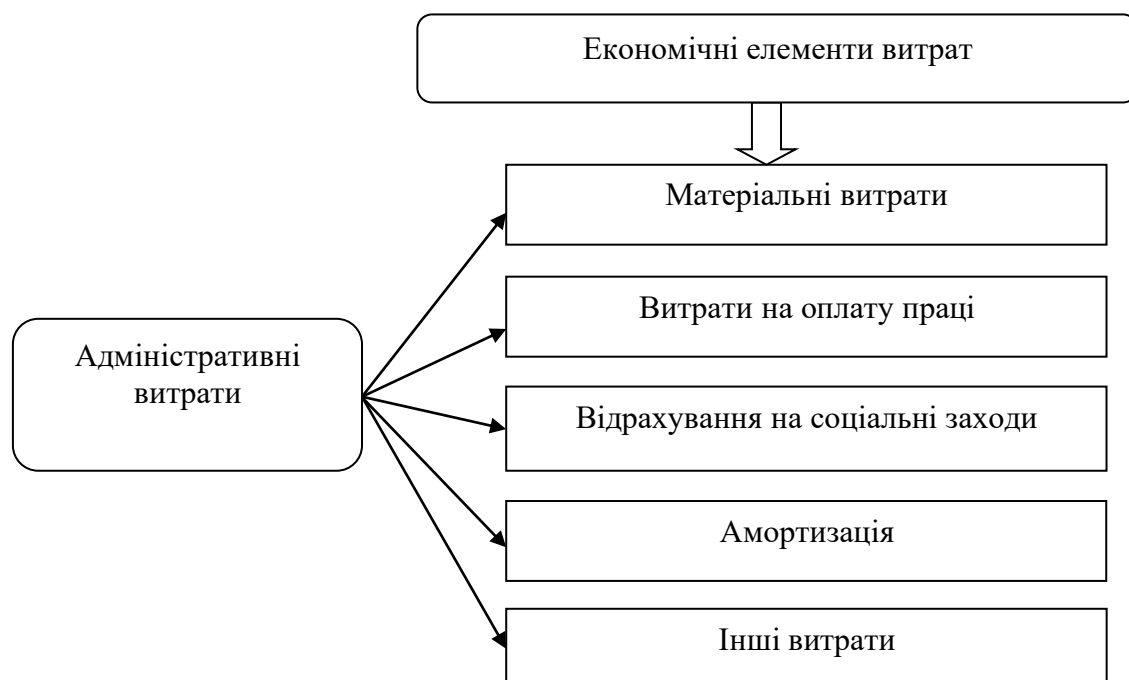 Економічні елементи витрат
Матеріальні витрати
Витрати на оплату праці
Адміністративні
витрати
Відрахування на соціальні заходи
Амортизація
Інші витрати